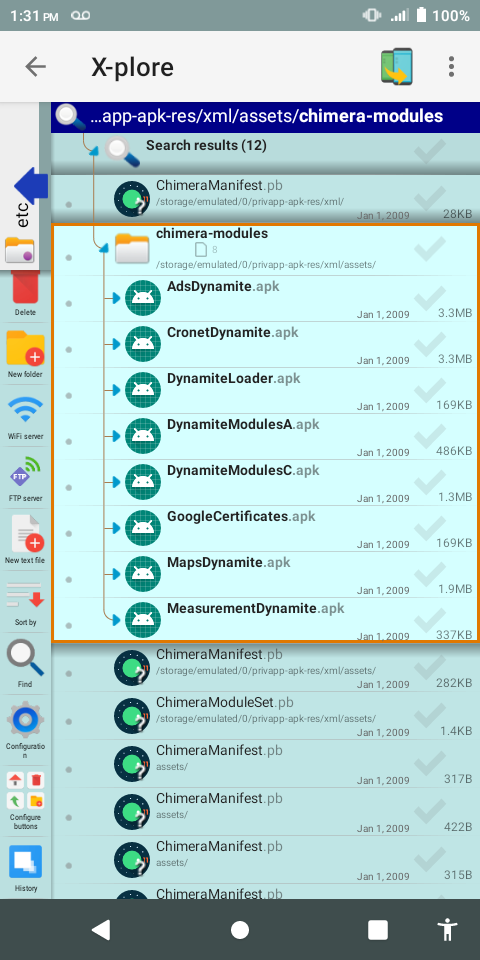 1:31 PM
100%
X-plore
…app-apk-res/xml/assets/chimera-modules
Search results (12)
ChimeraManifest.pb
/storage/emulated/0/privapp-apk-res/xml/
Jan 1, 2009
28KB
etc
chimera-modules
8
/storage/emulated/0/privapp-apk-res/xml/assets/
AdsDynamite.apk
Jan 1, 2009
3.3MB
Delete
CronetDynamite.apk
Jan 1, 2009
3.3MB
New folder
DynamiteLoader.apk
Jan 1, 2009
169KB
WiFi server
DynamiteModulesA.apk
Jan 1, 2009
486KB
FTP
FTP server
DynamiteModulesC.apk
Jan 1, 2009
1.3MB
GoogleCertificates.apk
Jan 1, 2009
169KB
New text file
MapsDynamite.apk
Jan 1, 2009
1.9MB
Sort by
MeasurementDynamite.apk
Jan 1, 2009
337KB
ChimeraManifest.pb
/storage/emulated/0/privapp-apk-res/xml/assets/
Jan 1, 2009
282KB
Find
ChimeraModuleSet.pb
/storage/emulated/0/privapp-apk-res/xml/assets/
Jan 1, 2009
1.4KB
Configuratio
n
ChimeraManifest.pb
assets/
Jan 1, 2009
317B
ChimeraManifest.pb
assets/
Jan 1, 2009
422B
Configure
buttons
ChimeraManifest.pb
assets/
Jan 1, 2009
315B
History
ChimeraManifest.pb